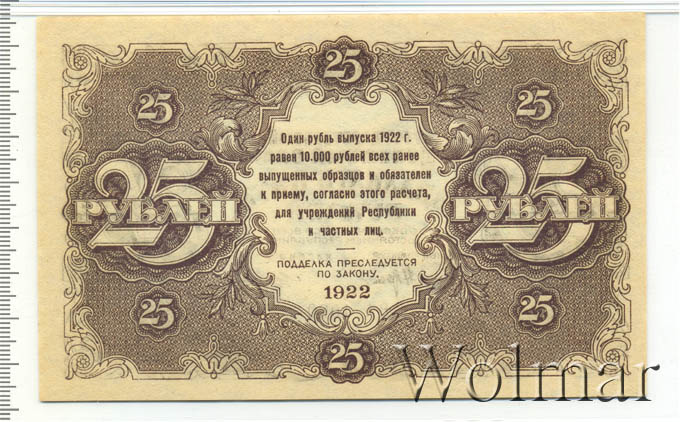 25
25 25
Один рубль выпуска 1922 г.
равен 10.000 рублей всех ранее
выпущенных образцов и обязателен
к приему, согласно этого расчета,
для учреждений Республики
и частных лиц.
25 РУБЛЕЙ 25 РУБЛЕЙ
ПОДДЕЛКА ПРЕСЛЕДУЕТСЯ
ПО ЗАКОНУ.
1922
25 25
25
Wolmar